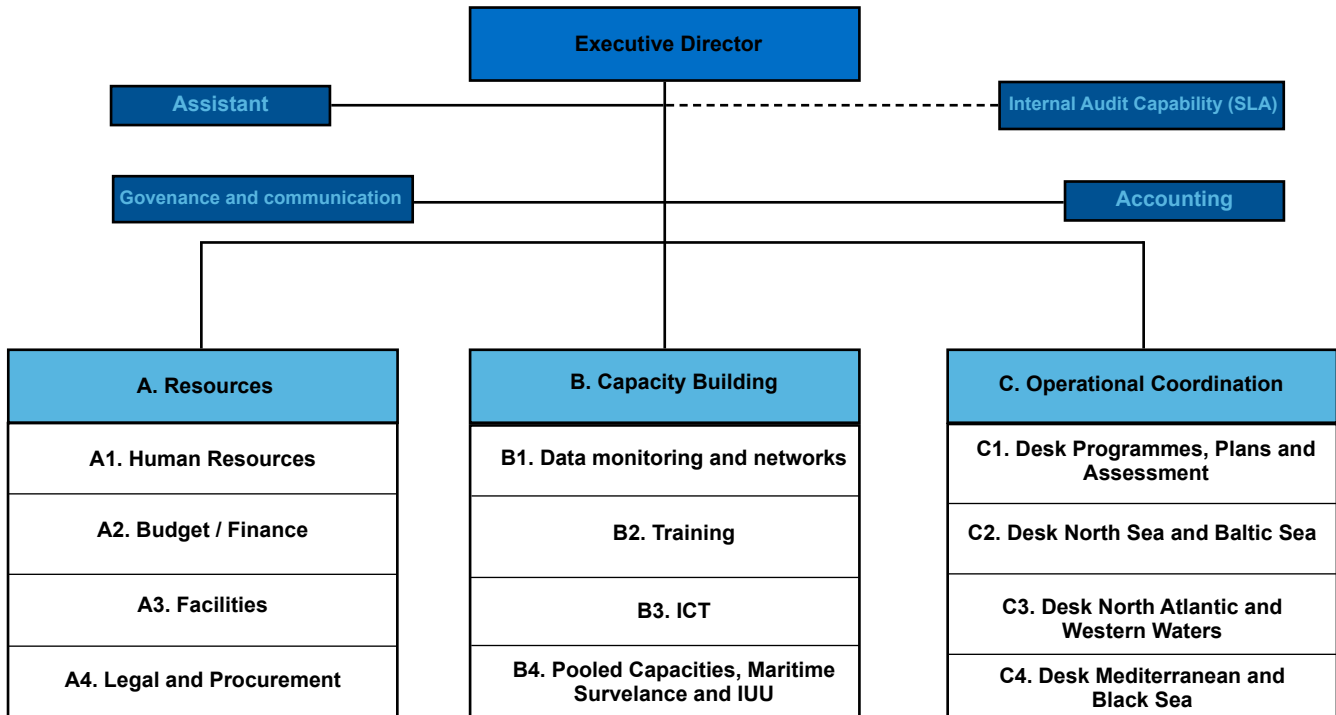 Executive Director
Assistant
Internal Audit Capability (SLA)
Govenance and communication
Accounting
A. Resources
A1. Human Resources
A2. Budget / Finance
A3. Facilities
A4. Legal and Procurement
B. Capacity Building
B1. Data monitoring and networks
B2. Training
B3. ICT
B4. Pooled Capacities, Maritime
Survelance and IUU
C. Operational Coordination
C1. Desk Programmes, Plans and
Assessment
C2. Desk North Sea and Baltic Sea
C3. Desk North Atlantic and
Western Waters
C4. Desk Mediterranean and
Black Sea